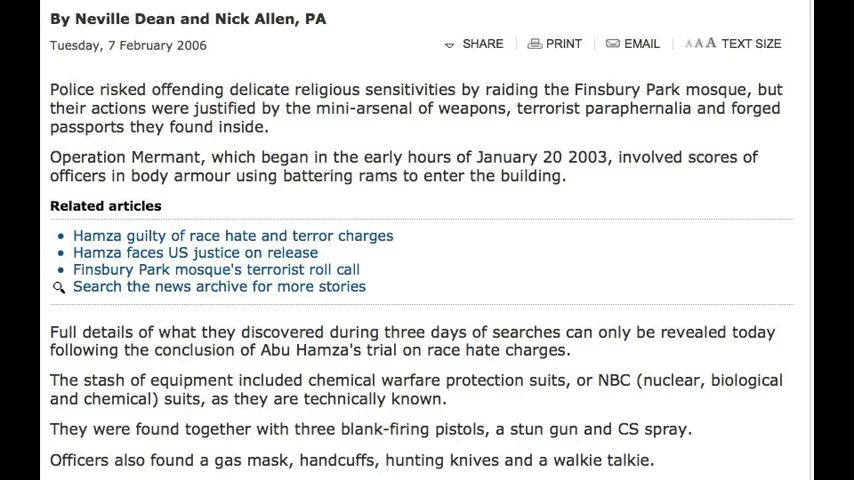 By Neville Dean and Nick Allen, PA
Tuesday, 7 February 2006
SHARE PRINT EMAIL AAA TEXT SIZE
Police risked offending delicate religious sensitivities by raiding the Finsbury Park mosque, but
their actions were justified by the mini-arsenal of weapons, terrorist paraphernalia and forged
passports they found inside.
Operation Mermant, which began in the early hours of January 20 2003, involved scores of
officers in body armour using battering rams to enter the building.
Related articles
• Hamza guilty of race hate and terror charges
• Hamza faces US justice on release
• Finsbury Park mosque's terrorist roll call
Search the news archive for more stories
Full details of what they discovered during three days of searches can only be revealed today
following the conclusion of Abu Hamza's trial on race hate charges.
The stash of equipment included chemical warfare protection suits, or NBC (nuclear, biological
and chemical) suits, as they are technically known.
They were found together with three blank-firing pistols, a stun gun and CS spray.
Officers also found a gas mask, handcuffs, hunting knives and a walkie talkie.